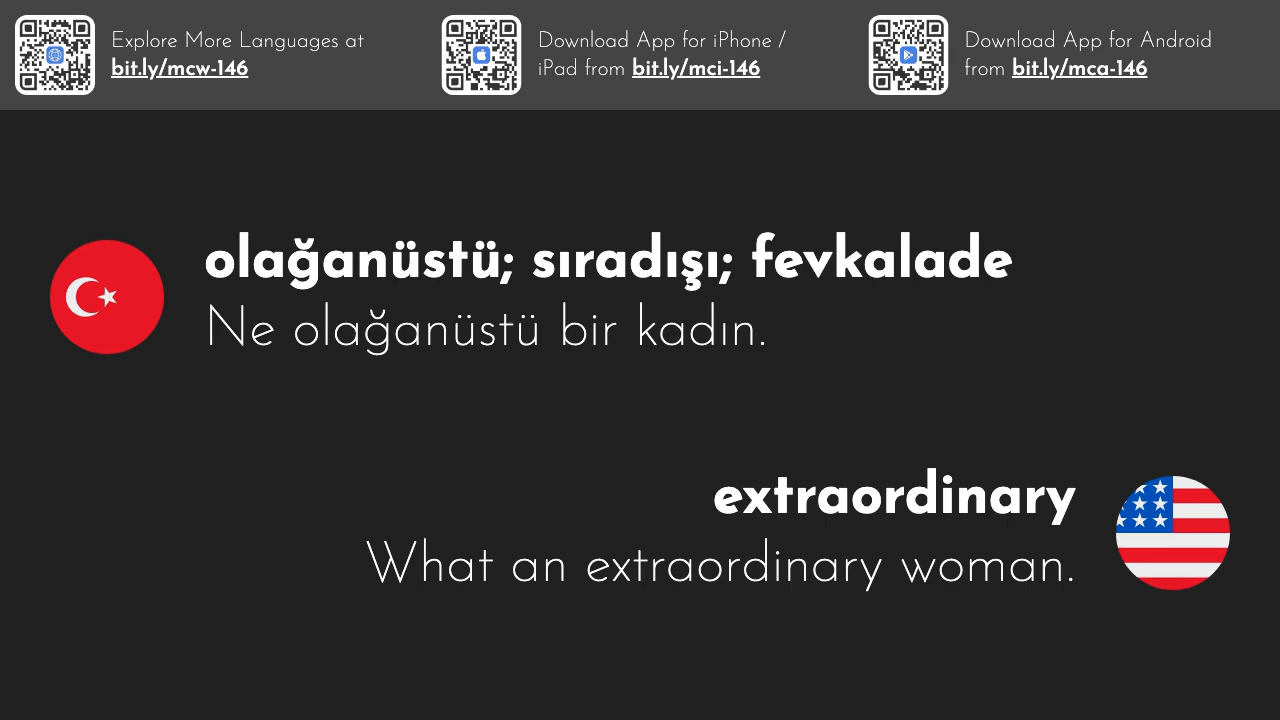 Explore More Languages at
bit.ly/mcw-146
Download App for iPhone /
iPad from bit.ly/mci-146
Download App for Android
from bit.ly/mca-146
olağanüstü; sıradışı; fevkalade
Ne olağanüstü bir kadın.
extraordinary
What an extraordinary woman.